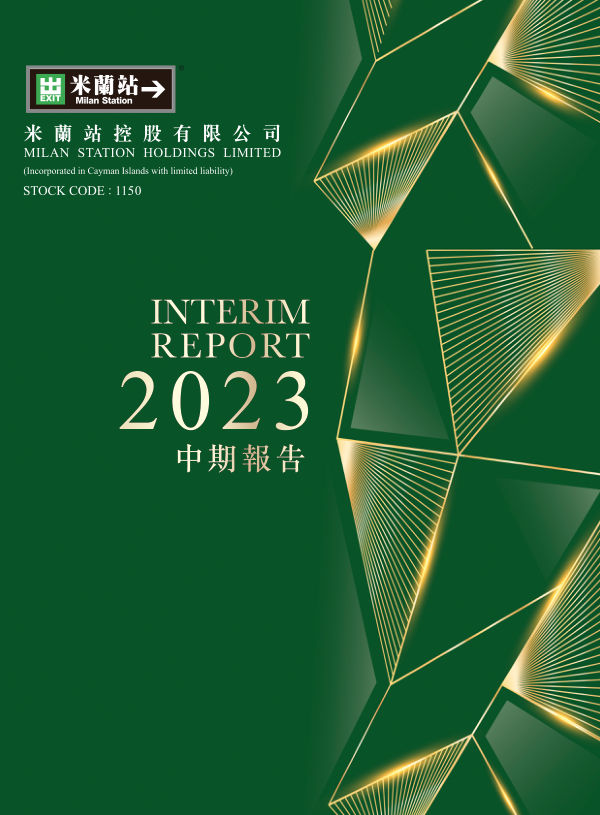 出
EXIT
米蘭站
Milan Station
®
米蘭站控股有限公司
MILAN STATION HOLDINGS LIMITED
(Incorporated in Cayman Islands with limited liability)
STOCK CODE : 1150
INTERIM
REPORT
2023
中期報告